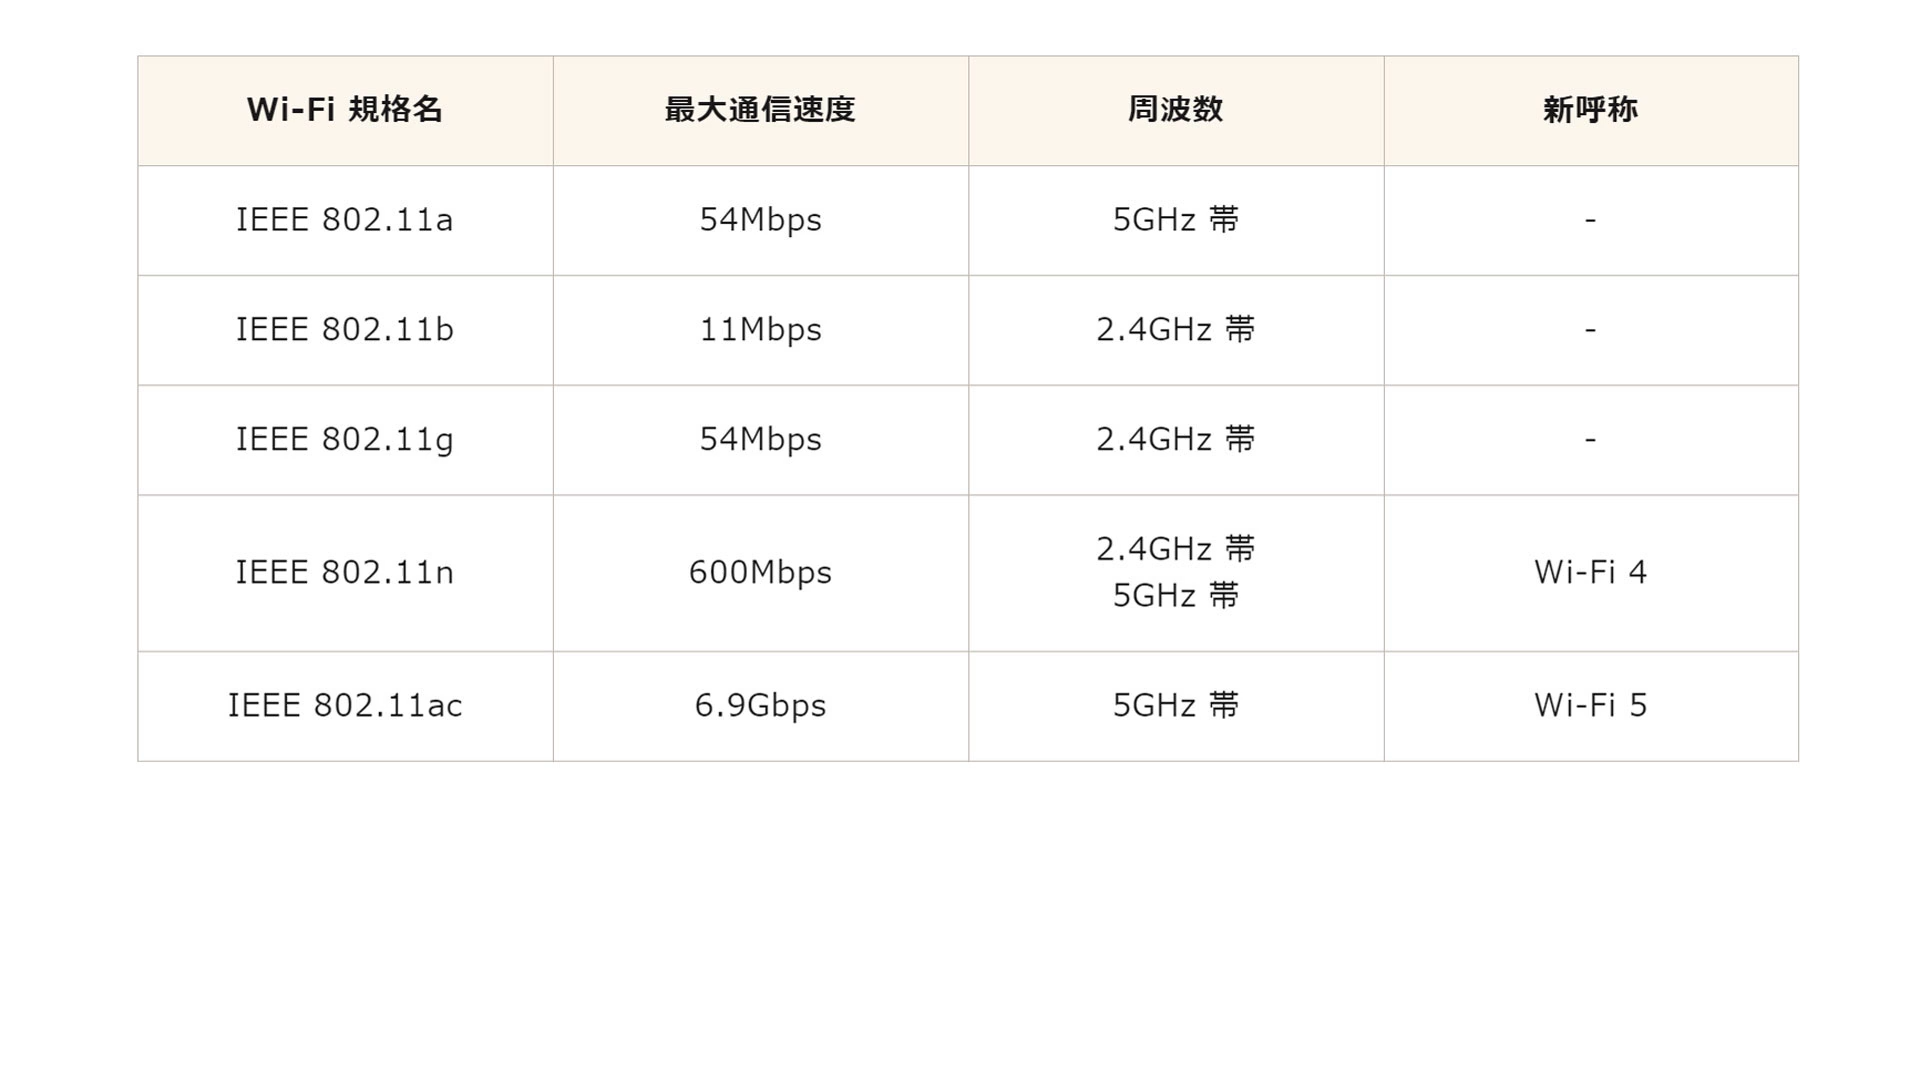 Wi-Fi 規格名 最大通信速度 周波数 新呼称
IEEE 802.11a 54Mbps 5GHz 帯 -
IEEE 802.11b 11Mbps 2.4GHz 帯 -
IEEE 802.11g 54Mbps 2.4GHz 帯 -
IEEE 802.11n 600Mbps 2.4GHz 帯
5GHz 帯 Wi-Fi 4
IEEE 802.11ac 6.9Gbps 5GHz 帯 Wi-Fi 5